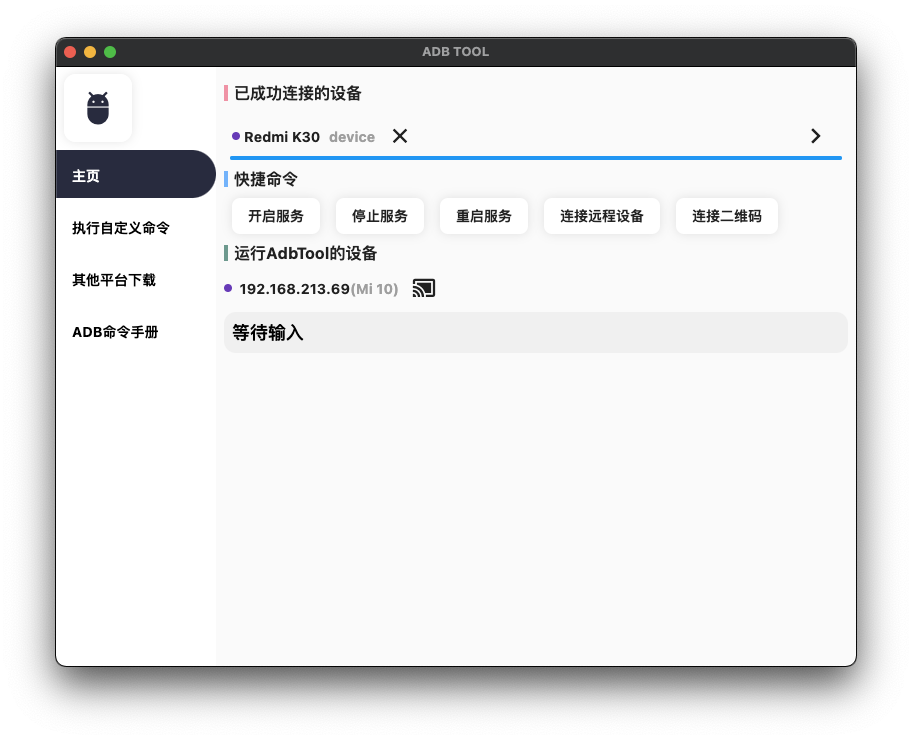 ADB TOOL
已成功连接的设备
Redmi K30 device
主页
快捷命令
开启服务 停止服务 重启服务 连接远程设备 连接二维码
执行自定义命令
运行AdbTool的设备
其他平台下载
192.168.213.69(Mi 10)
ADB命令手册
等待输入